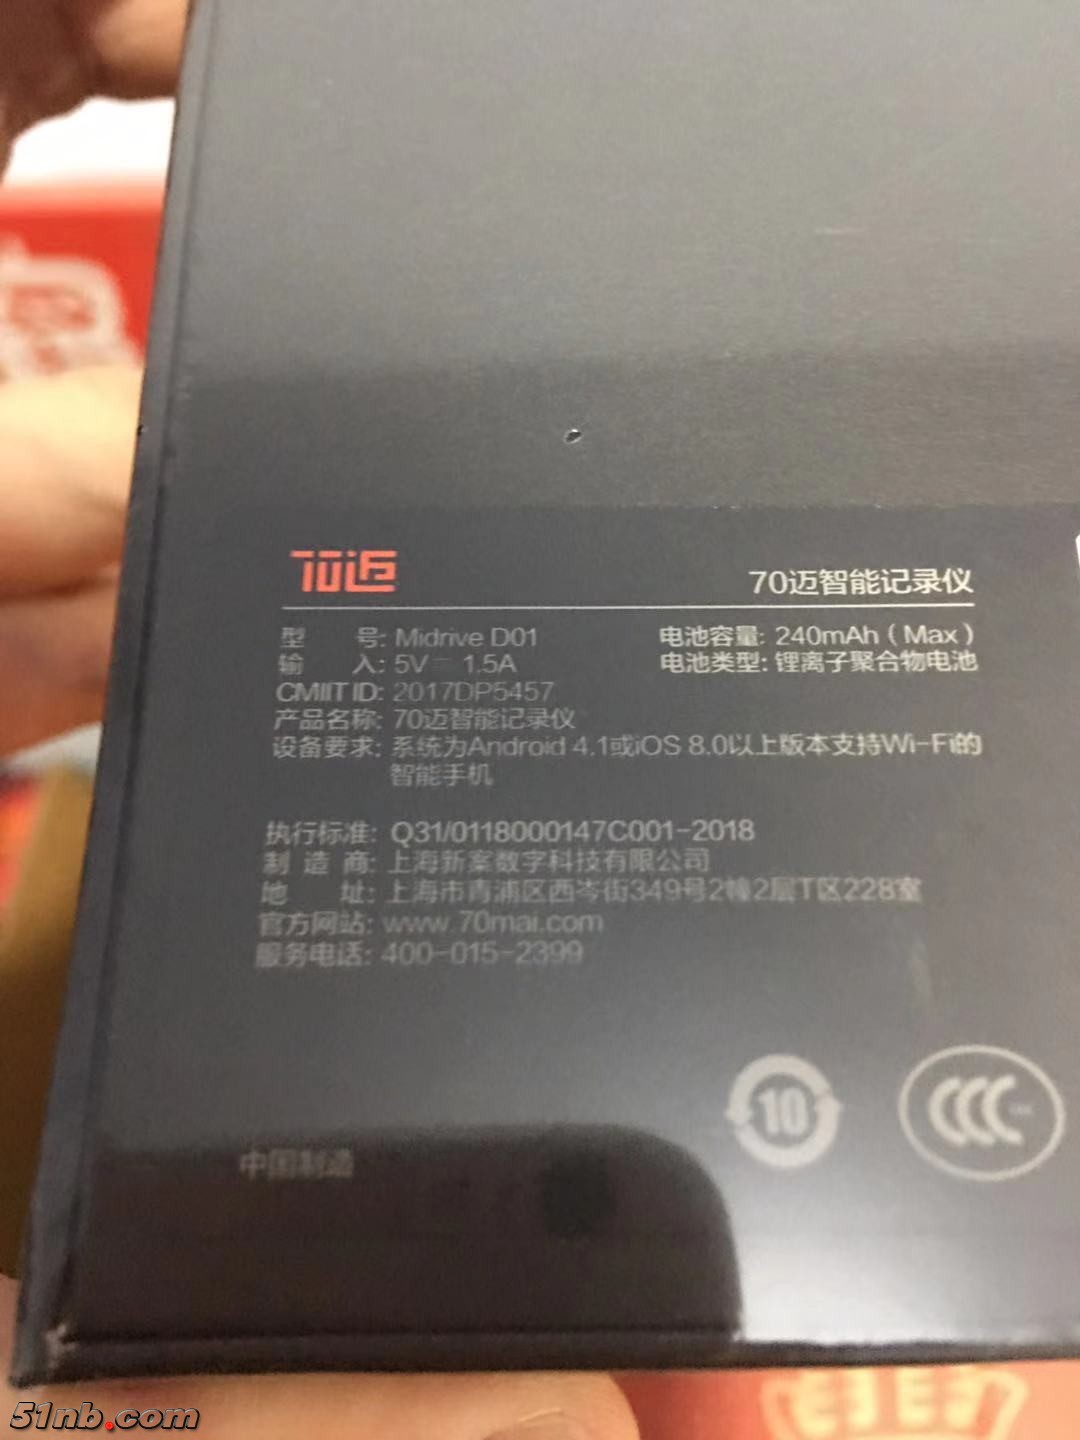 70迈
70迈智能记录仪
型 号: Midrive D01
电池容量: 240mAh（Max）
输 入: 5V⎓1.5A
电池类型: 锂离子聚合物电池
CMIIT ID: 2017DP5457
产品名称: 70迈智能记录仪
设备要求: 系统为Android 4.1或iOS 8.0以上版本支持Wi-Fi的
智能手机
执行标准: Q31/0118000147C001-2018
制 造 商: 上海新案数字科技有限公司
地 址: 上海市青浦区西岑街349号2幢2层T区228室
官方网站: www.70mai.com
服务电话: 400-015-2399
10
CCC
中国制造
51nb.com